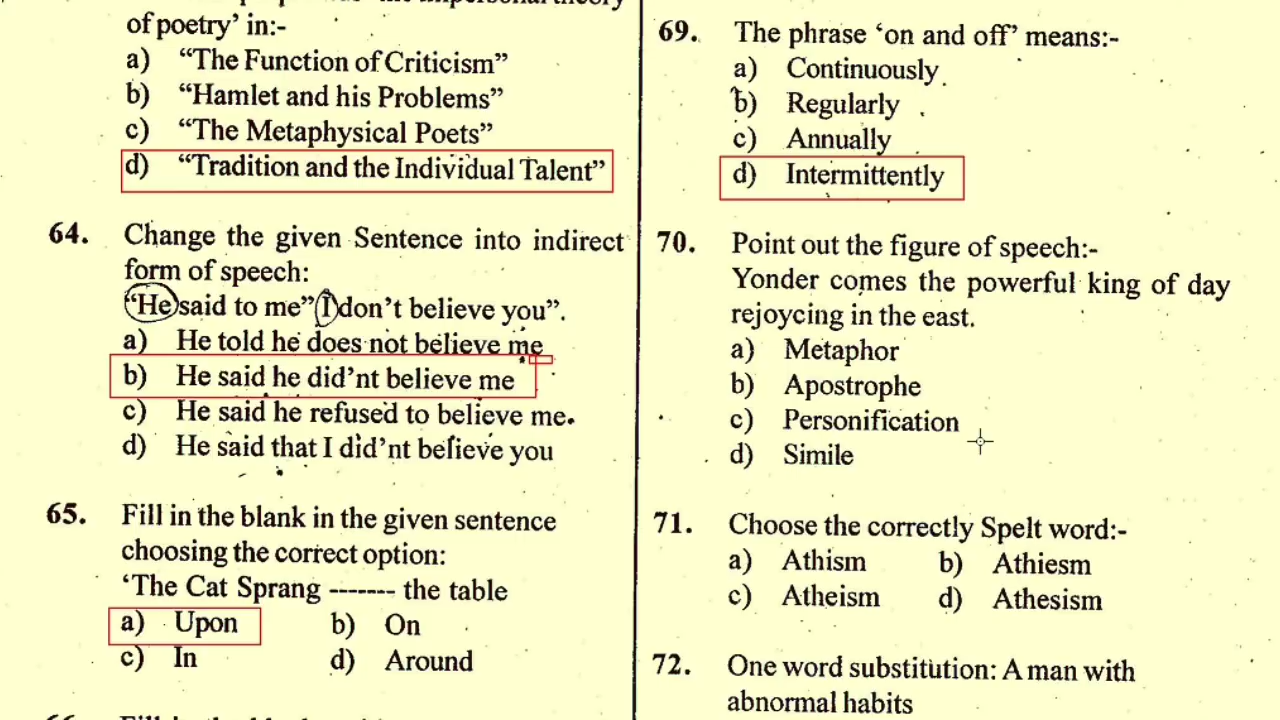 of poetry' in:-
a) "The Function of Criticism"
b) "Hamlet and his Problems"
c) "The Metaphysical Poets"
d) "Tradition and the Individual Talent"
64. Change the given Sentence into indirect
form of speech:
"He said to me" I don't believe you".
a) He told he does not believe me
b) He said he did'nt believe me
c) He said he refused to believe me.
d) He said that I did'nt believe you
65. Fill in the blank in the given sentence
choosing the correct option:
'The Cat Sprang ------- the table
a) Upon b) On
c) In d) Around
69. The phrase 'on and off' means:-
a) Continuously
b) Regularly
c) Annually
d) Intermittently
70. Point out the figure of speech:-
Yonder comes the powerful king of day
rejoycing in the east.
a) Metaphor
b) Apostrophe
c) Personification
d) Simile
71. Choose the correctly Spelt word:-
a) Athism b) Athiesm
c) Atheism d) Athesism
72. One word substitution: A man with
abnormal habits